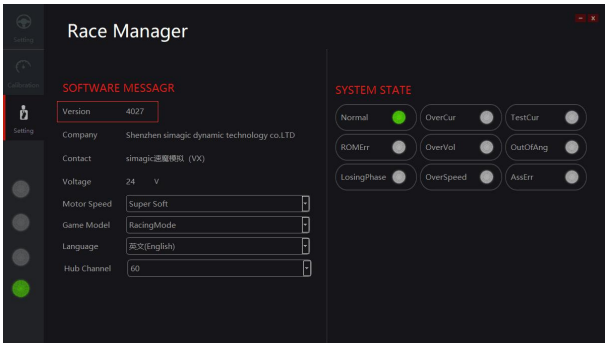 Race Manager
- x
Setting
Calibration
Setting
SOFTWARE MESSAGR
Version 4027
Company Shenzhen simagic dynamic technology co.LTD
Contact simagic速魔模拟 (VX)
Voltage 24 V
Motor Speed Super Soft
Game Model RacingMode
Language 英文(English)
Hub Channel 60
SYSTEM STATE
Normal OverCur TestCur
ROMErr OverVol OutOfAng
LosingPhase OverSpeed AssErr